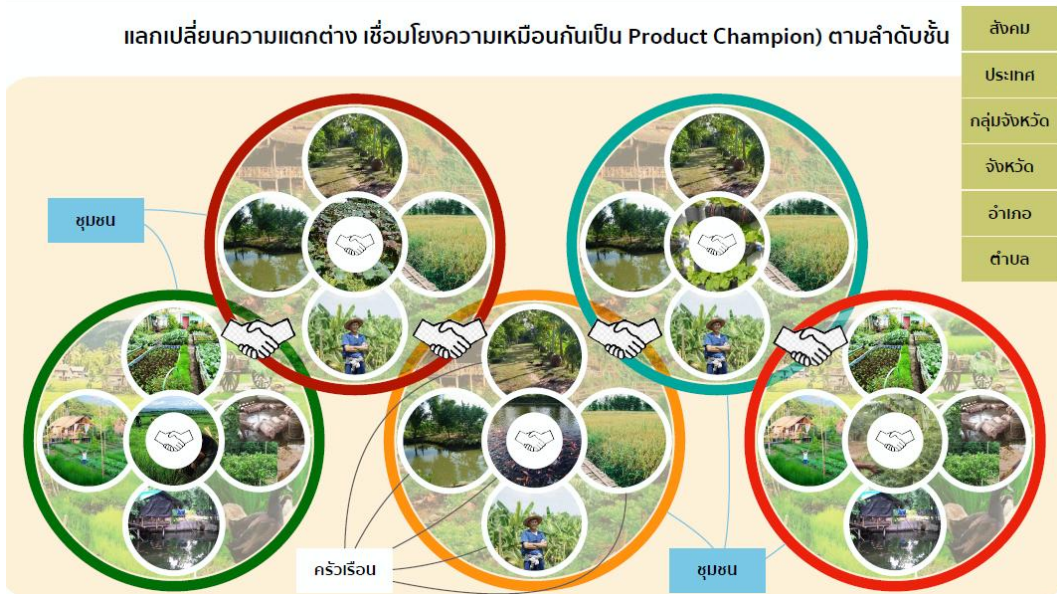 แลกเปลี่ยนความแตกต่าง เชื่อมโยงความเหมือนกันเป็น Product Champion) ตามลำดับชั้น
สังคม
ประเทศ
กลุ่มจังหวัด
จังหวัด
อำเภอ
ตำบล
ชุมชน
ครัวเรือน
ชุมชน